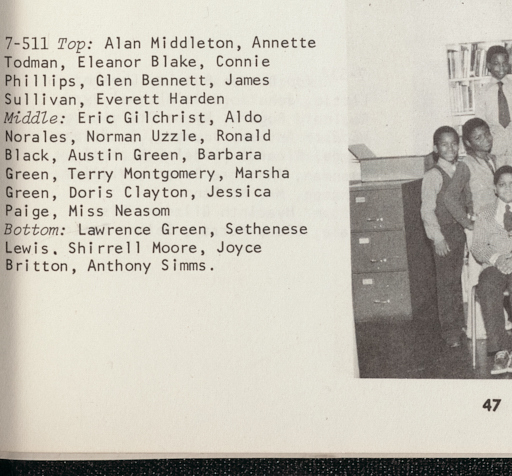 7-511 Top: Alan Middleton, Annette
Todman, Eleanor Blake, Connie
Phillips, Glen Bennett, James
Sullivan, Everett Harden
Middle: Eric Gilchrist, Aldo
Norales, Norman Uzzle, Ronald
Black, Austin Green, Barbara
Green, Terry Montgomery, Marsha
Green, Doris Clayton, Jessica
Paige, Miss Neasom
Bottom: Lawrence Green, Sethenese
Lewis, Shirrell Moore, Joyce
Britton, Anthony Simms.
47